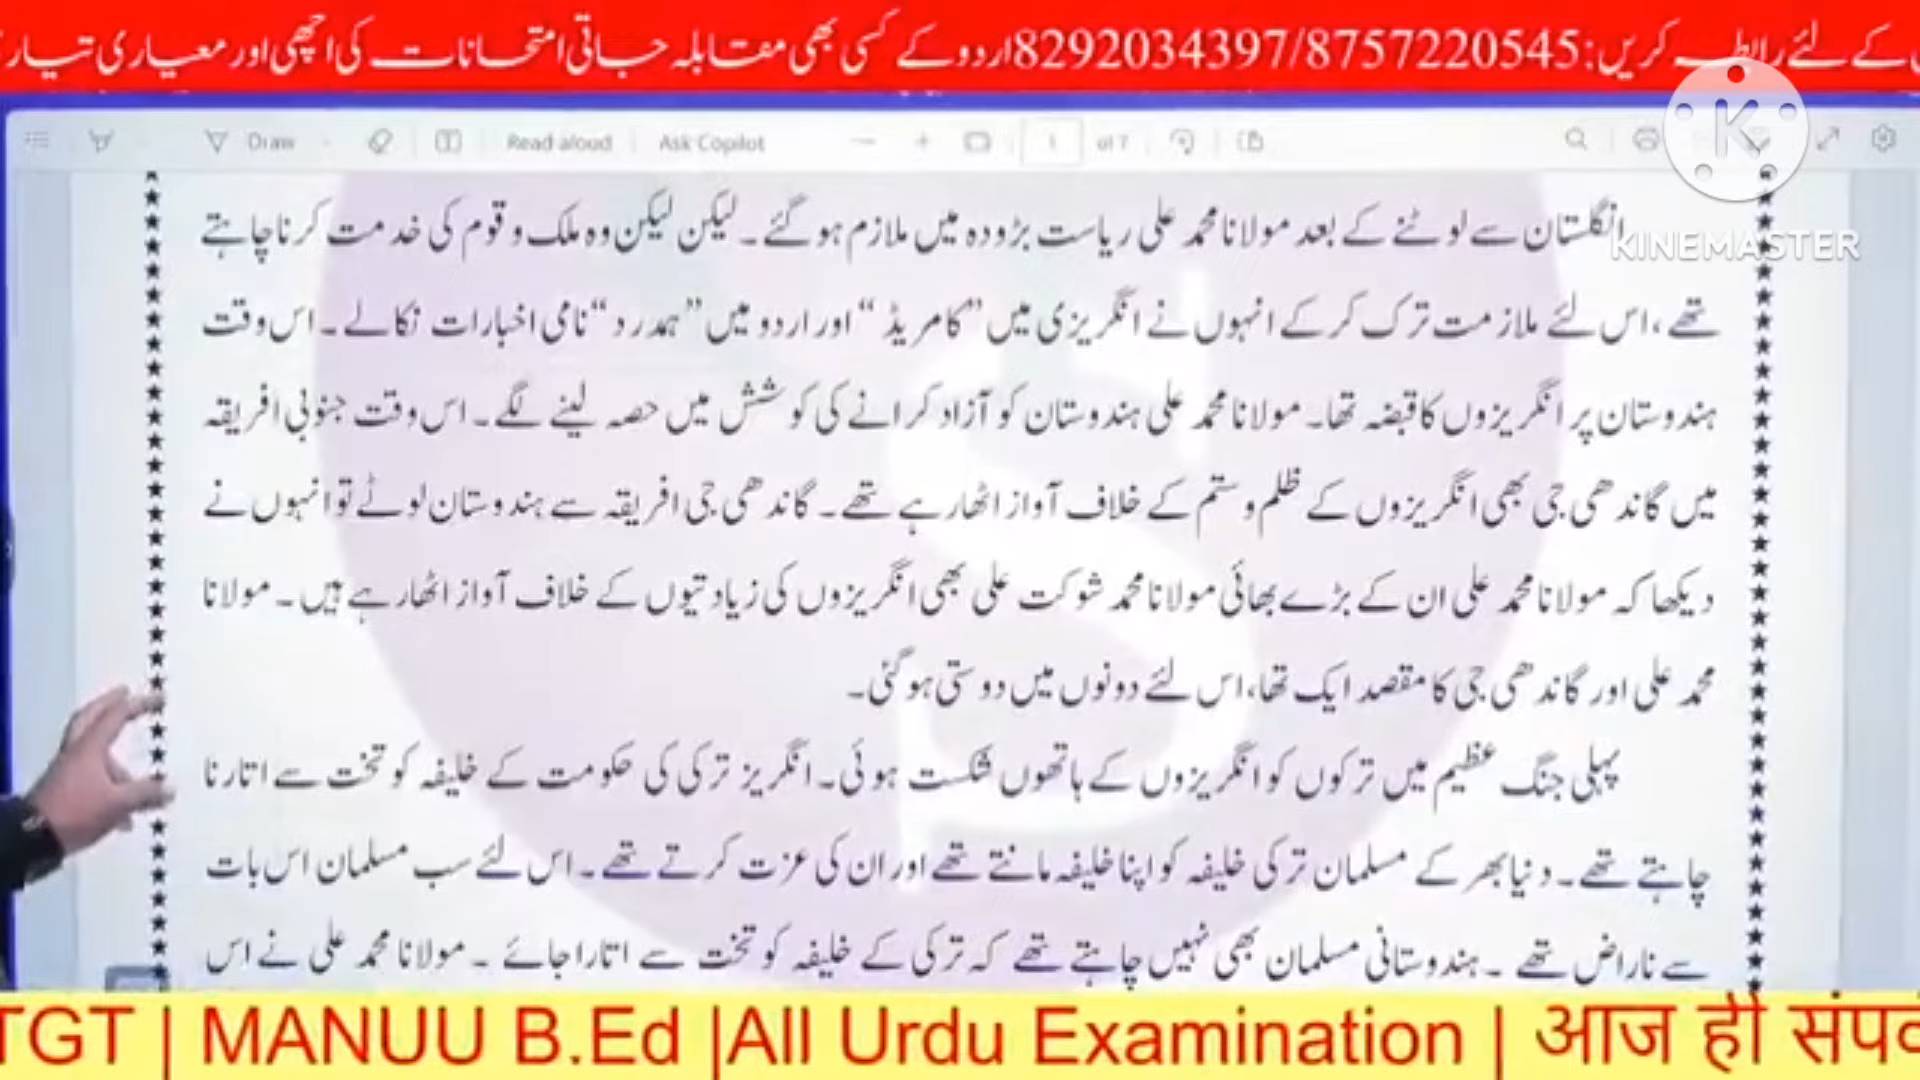 ں کے لئے رابطہ کریں: 8292034397/8757220545 اردو کے کسی بھی مقابلہ جاتی امتحانات کی اچھی اور معیاری تیار
Draw Read aloud Ask Copilot 1 of 7
K
KINEMASTER
انگلستان سے لوٹنے کے بعد مولانا محمد علی ریاست بڑودہ میں ملازم ہو گئے۔ لیکن لیکن وہ ملک و قوم کی خدمت کرنا چاہتے
تھے، اس لئے ملازمت ترک کر کے انہوں نے انگریزی میں ”کامریڈ“ اور اردو میں ”ہمدرد“ نامی اخبارات نکالے۔ اس وقت
ہندوستان پر انگریزوں کا قبضہ تھا۔ مولانا محمد علی ہندوستان کو آزاد کرانے کی کوشش میں حصہ لینے لگے۔ اس وقت جنوبی افریقہ
میں گاندھی جی بھی انگریزوں کے ظلم و ستم کے خلاف آواز اٹھا رہے تھے۔ گاندھی جی افریقہ سے ہندوستان لوٹے تو انہوں نے
دیکھا کہ مولانا محمد علی ان کے بڑے بھائی مولانا محمد شوکت علی بھی انگریزوں کی زیادتیوں کے خلاف آواز اٹھا رہے ہیں۔ مولانا
محمد علی اور گاندھی جی کا مقصد ایک تھا، اس لئے دونوں میں دوستی ہو گئی۔
پہلی جنگ عظیم میں ترکوں کو انگریزوں کے ہاتھوں شکست ہوئی۔ انگریز ترکی کی حکومت کے خلیفہ کو تخت سے اتارنا
چاہتے تھے۔ دنیا بھر کے مسلمان ترکی خلیفہ کو اپنا خلیفہ مانتے تھے اور ان کی عزت کرتے تھے۔ اس لئے سب مسلمان اس بات
سے ناراض تھے ۔ ہندوستانی مسلمان بھی نہیں چاہتے تھے کہ ترکی کے خلیفہ کو تخت سے اتارا جائے ۔ مولانا محمد علی نے اس
TGT | MANUU B.Ed |All Urdu Examination | आज ही संपर्क